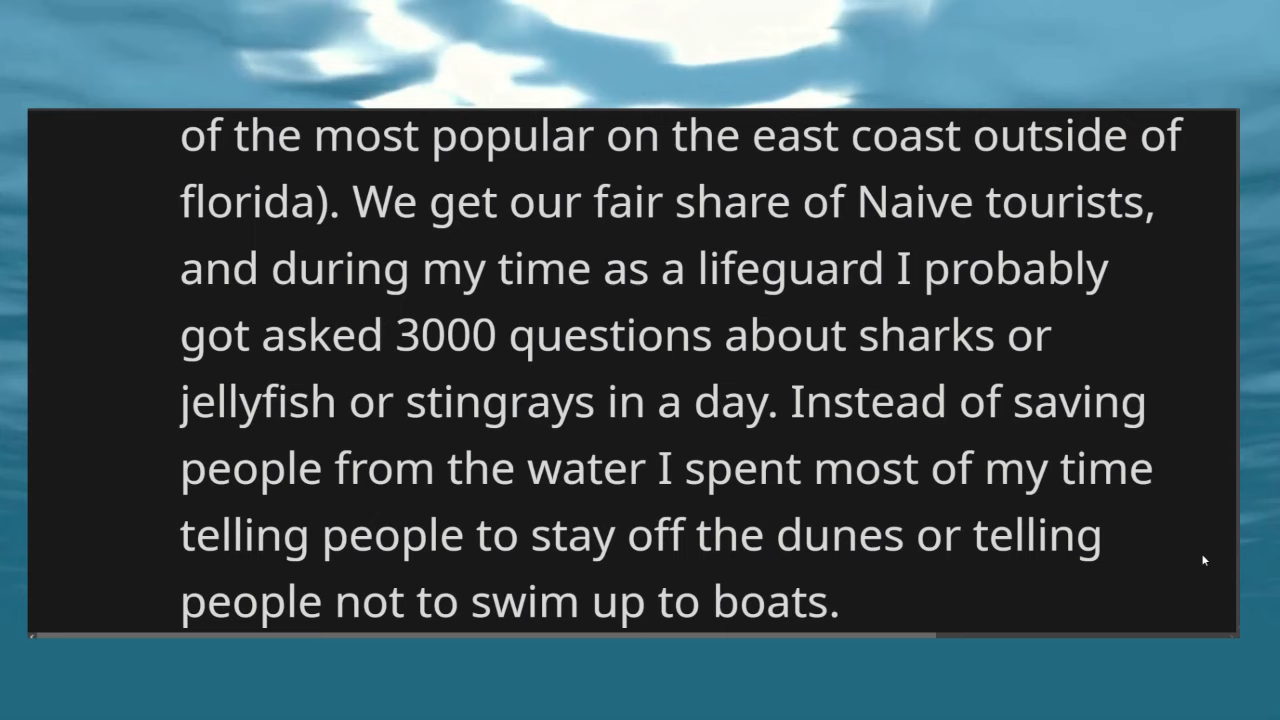 of the most popular on the east coast outside of
florida). We get our fair share of Naive tourists,
and during my time as a lifeguard I probably
got asked 3000 questions about sharks or
jellyfish or stingrays in a day. Instead of saving
people from the water I spent most of my time
telling people to stay off the dunes or telling
people not to swim up to boats.